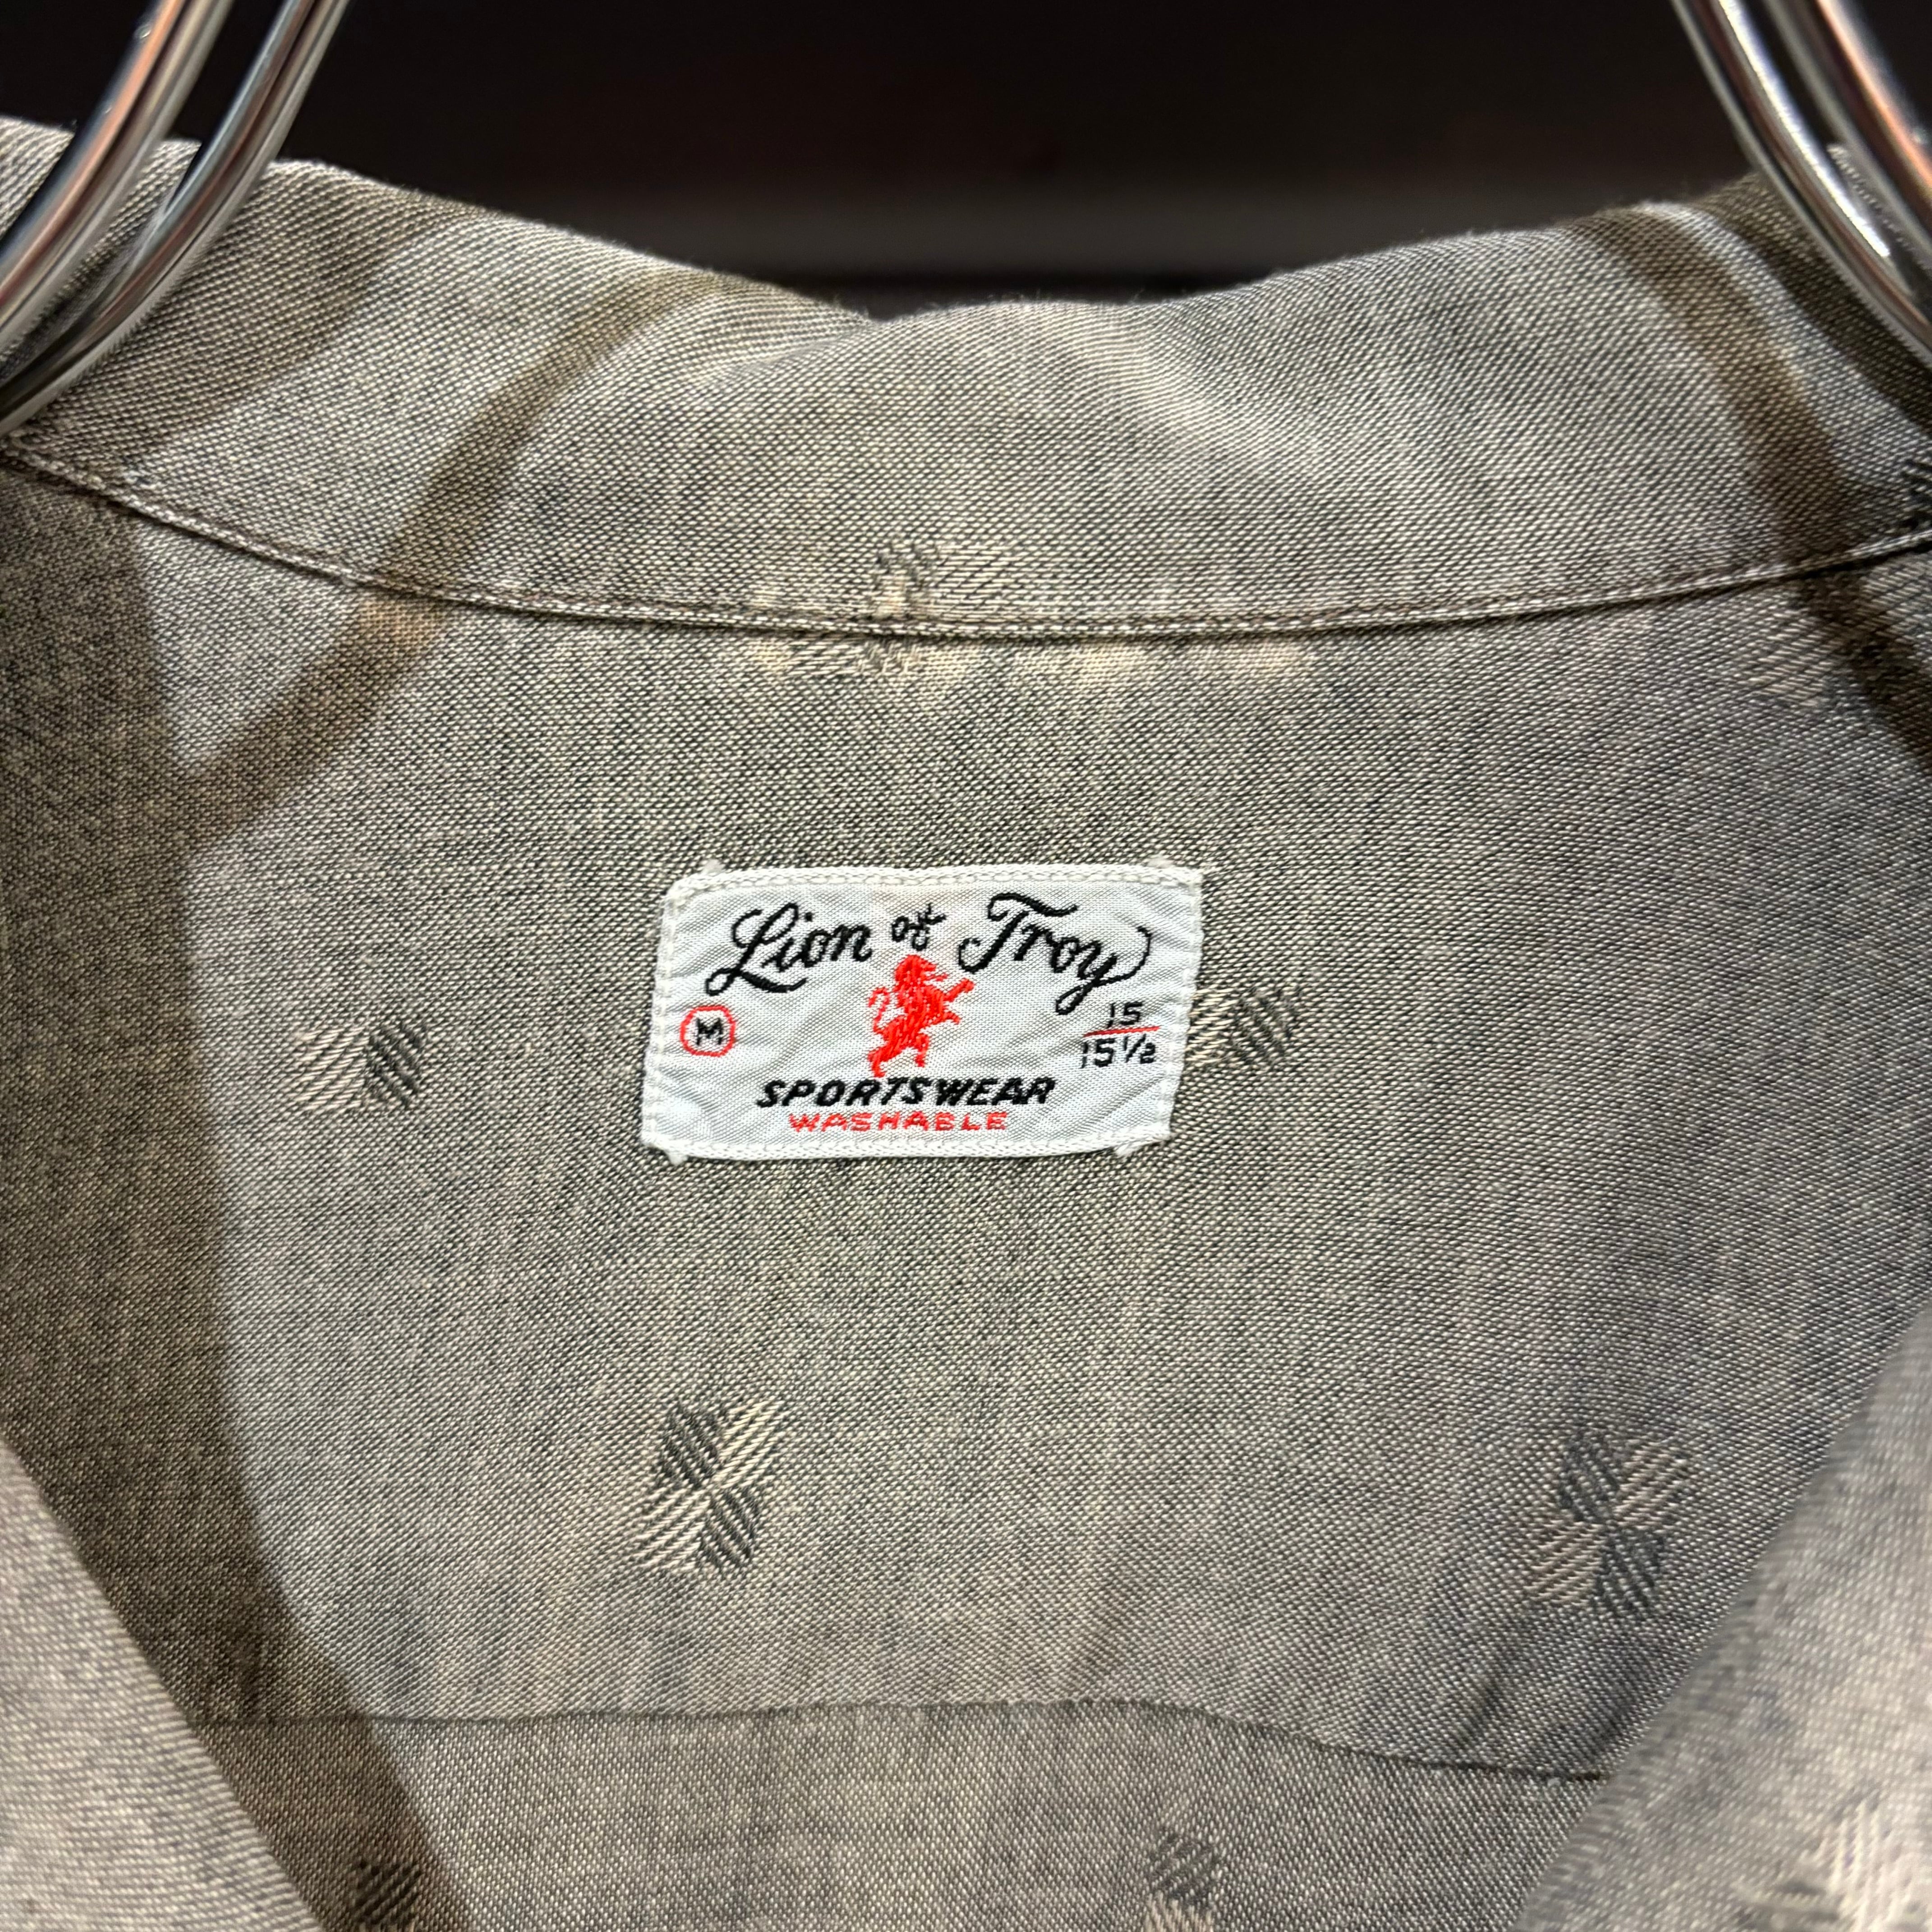 Lion of Troy
M
15
15½
SPORTSWEAR
WASHABLE